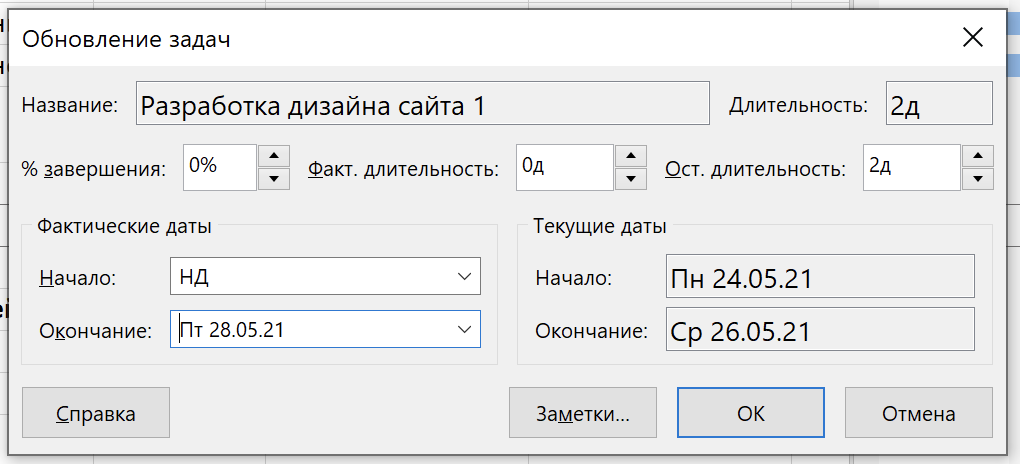 Обновление задач
Название: Разработка дизайна сайта 1 Длительность: 2д
% завершения: 0% Факт. длительность: 0д Ост. длительность: 2д
Фактические даты Текущие даты
Начало: НД Начало: Пн 24.05.21
Окончание: Пт 28.05.21 Окончание: Ср 26.05.21
Справка Заметки... ОК Отмена